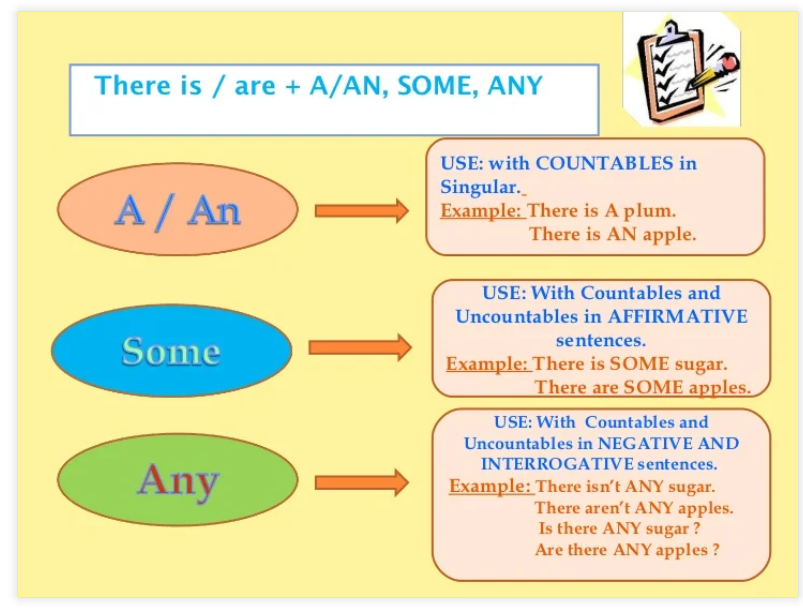 There is / are + A/AN, SOME, ANY
A / An
USE: with COUNTABLES in
Singular.
Example: There is A plum.
There is AN apple.
Some
USE: With Countables and
Uncountables in AFFIRMATIVE
sentences.
Example: There is SOME sugar.
There are SOME apples.
Any
USE: With Countables and
Uncountables in NEGATIVE AND
INTERROGATIVE sentences.
Example: There isn't ANY sugar.
There aren't ANY apples.
Is there ANY sugar ?
Are there ANY apples ?